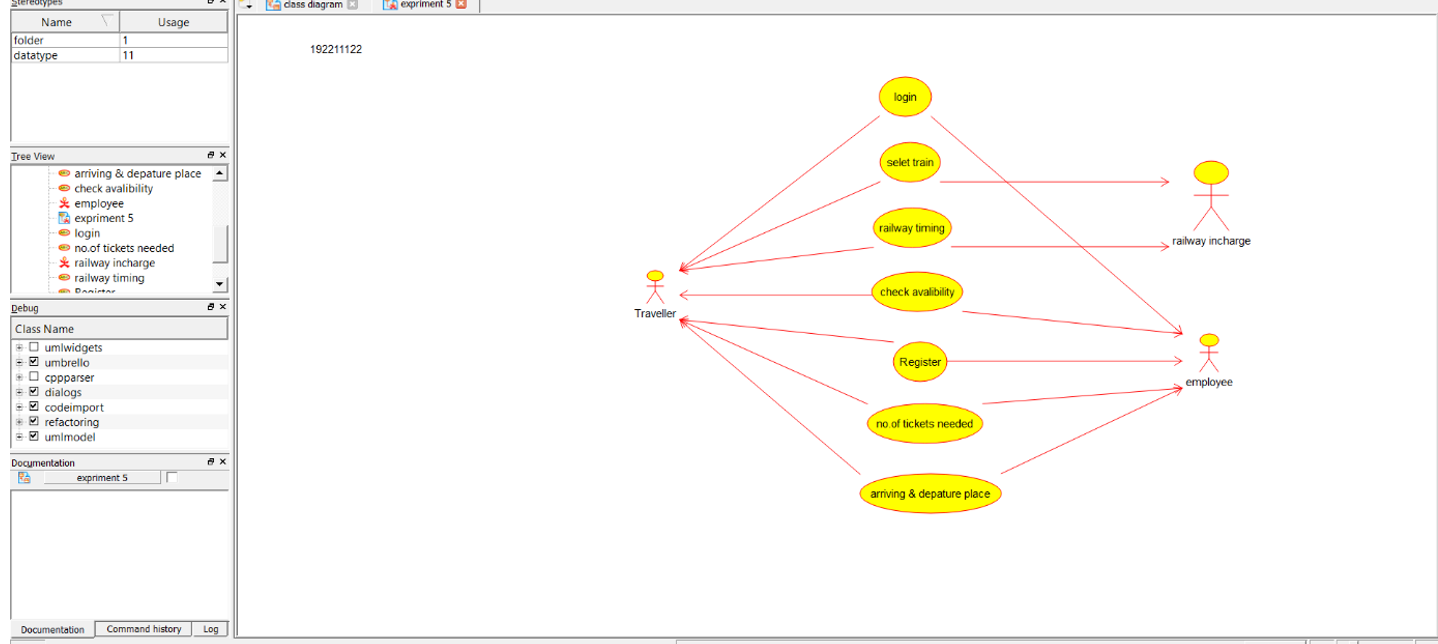 Stereotypes
Name Usage
folder 1
datatype 11
Tree View
arriving & depature place
check avalibility
employee
expriment 5
login
no.of tickets needed
railway incharge
railway timing
Register
Debug
Class Name
umlwidgets
umbrello
cppparser
dialogs
codeimport
refactoring
umlmodel
Documentation
expriment 5
Documentation Command history Log
class diagram expriment 5
192211122
login
selet train
railway timing
railway incharge
check avalibility
Traveller
Register
employee
no.of tickets needed
arriving & depature place